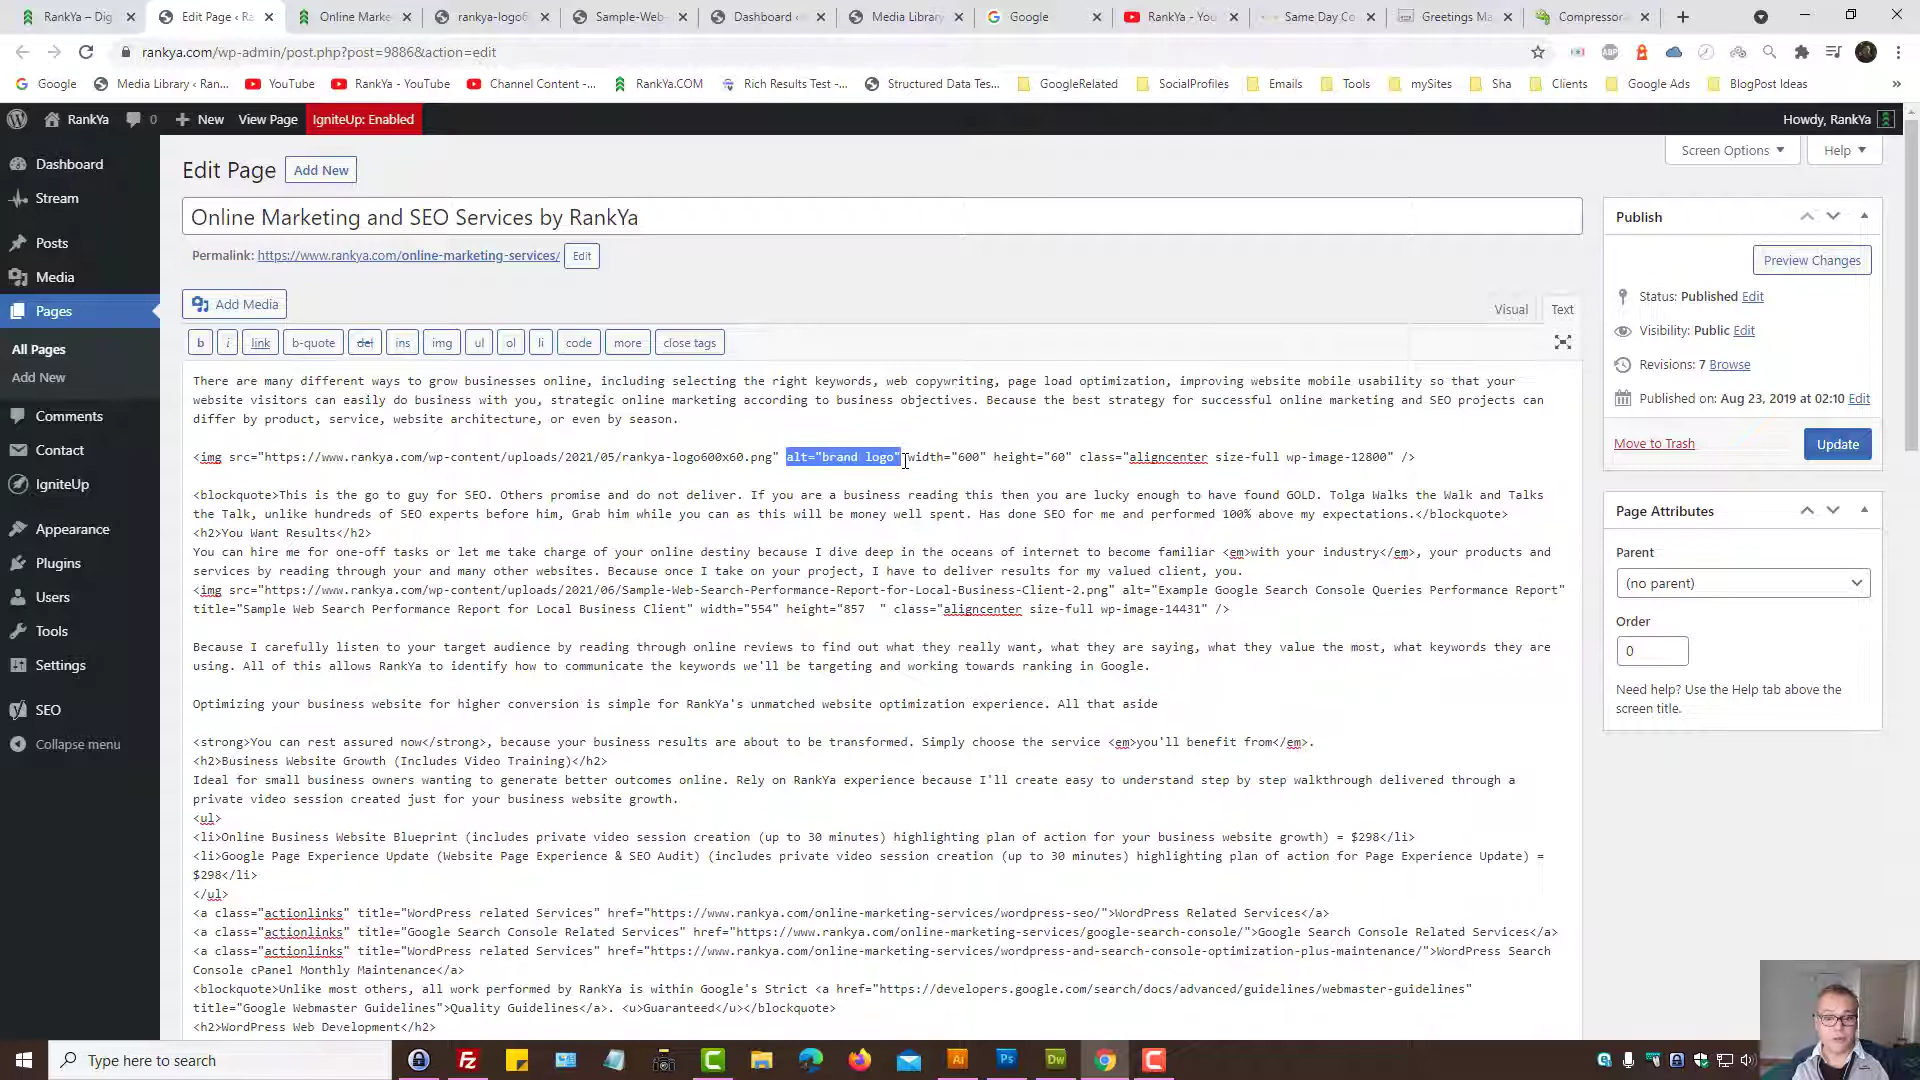 RankYa – Dig
Edit Page ‹ Ra
Online Marke
rankya-logo6
Sample-Web-
Dashboard ‹
Media Library
Google
RankYa - You
Same Day Co
Greetings Ma
Compressor
rankya.com/wp-admin/post.php?post=9886&action=edit
Google
Media Library ‹ Ran...
YouTube
RankYa - YouTube
Channel Content -...
RankYa.COM
Rich Results Test -...
Structured Data Tes...
GoogleRelated
SocialProfiles
Emails
Tools
mySites
Sha
Clients
Google Ads
BlogPost Ideas
»
RankYa
0
New
View Page
IgniteUp: Enabled
Howdy, RankYa
Dashboard
Stream
Posts
Media
Pages
All Pages
Add New
Comments
Contact
IgniteUp
Appearance
Plugins
Users
Tools
Settings
SEO
Collapse menu
Screen Options
Help
Edit Page
Add New
Online Marketing and SEO Services by RankYa
Permalink: https://www.rankya.com/online-marketing-services/ Edit
Add Media
Visual
Text
b
i
link
b-quote
del
ins
img
ul
ol
li
code
more
close tags
There are many different ways to grow businesses online, including selecting the right keywords, web copywriting, page load optimization, improving website mobile usability so that your
website visitors can easily do business with you, strategic online marketing according to business objectives. Because the best strategy for successful online marketing and SEO projects can
differ by product, service, website architecture, or even by season.
<img src="https://www.rankya.com/wp-content/uploads/2021/05/rankya-logo600x60.png" alt="brand logo" width="600" height="60" class="aligncenter size-full wp-image-12800" />
<blockquote>This is the go to guy for SEO. Others promise and do not deliver. If you are a business reading this then you are lucky enough to have found GOLD. Tolga Walks the Walk and Talks
the Talk, unlike hundreds of SEO experts before him, Grab him while you can as this will be money well spent. Has done SEO for me and performed 100% above my expectations.</blockquote>
<h2>You Want Results</h2>
You can hire me for one-off tasks or let me take charge of your online destiny because I dive deep in the oceans of internet to become familiar <em>with your industry</em>, your products and
services by reading through your and many other websites. Because once I take on your project, I have to deliver results for my valued client, you.
<img src="https://www.rankya.com/wp-content/uploads/2021/06/Sample-Web-Search-Performance-Report-for-Local-Business-Client-2.png" alt="Example Google Search Console Queries Performance Report"
title="Sample Web Search Performance Report for Local Business Client" width="554" height="857  " class="aligncenter size-full wp-image-14431" />
Because I carefully listen to your target audience by reading through online reviews to find out what they really want, what they are saying, what they value the most, what keywords they are
using. All of this allows RankYa to identify how to communicate the keywords we'll be targeting and working towards ranking in Google.
Optimizing your business website for higher conversion is simple for RankYa's unmatched website optimization experience. All that aside
<strong>You can rest assured now</strong>, because your business results are about to be transformed. Simply choose the service <em>you'll benefit from</em>.
<h2>Business Website Growth (Includes Video Training)</h2>
Ideal for small business owners wanting to generate better outcomes online. Rely on RankYa experience because I'll create easy to understand step by step walkthrough delivered through a
private video session created just for your business website growth.
<ul>
<li>Online Business Website Blueprint (includes private video session creation (up to 30 minutes) highlighting plan of action for your business website growth) = $298</li>
<li>Google Page Experience Update (Website Page Experience & SEO Audit) (includes private video session creation (up to 30 minutes) highlighting plan of action for Page Experience Update) =
$298</li>
</ul>
<a class="actionlinks" title="WordPress related Services" href="https://www.rankya.com/online-marketing-services/wordpress-seo/">WordPress Related Services</a>
<a class="actionlinks" title="Google Search Console Related Services" href="https://www.rankya.com/online-marketing-services/google-search-console/">Google Search Console Related Services</a>
<a class="actionlinks" title="WordPress related Services" href="https://www.rankya.com/online-marketing-services/wordpress-and-search-console-optimization-plus-maintenance/">WordPress Search
Console cPanel Monthly Maintenance</a>
<blockquote>Unlike most others, all work performed by RankYa is within Google's Strict <a href="https://developers.google.com/search/docs/advanced/guidelines/webmaster-guidelines"
title="Google Webmaster Guidelines">Quality Guidelines</a>. <u>Guaranteed</u></blockquote>
<h2>WordPress Web Development</h2>
Publish
Preview Changes
Status: Published Edit
Visibility: Public Edit
Revisions: 7 Browse
Published on: Aug 23, 2019 at 02:10 Edit
Move to Trash
Update
Page Attributes
Parent
(no parent)
Order
0
Need help? Use the Help tab above the
screen title.
Type here to search
Fz
Ai
Ps
Dw